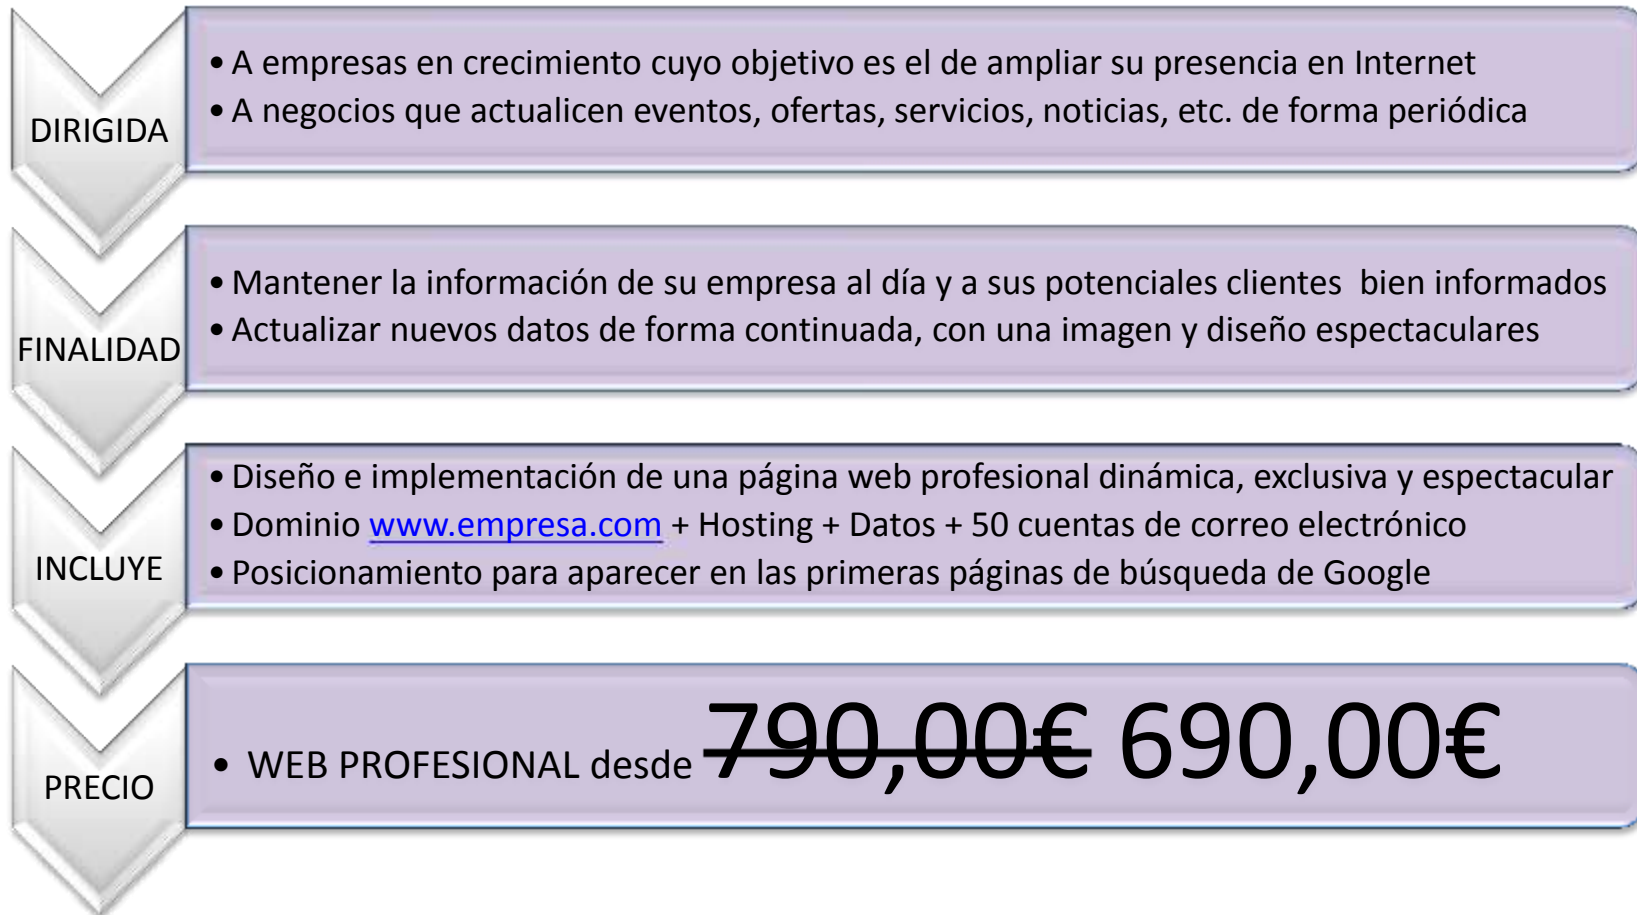 DIRIGIDA
• A empresas en crecimiento cuyo objetivo es el de ampliar su presencia en Internet
• A negocios que actualicen eventos, ofertas, servicios, noticias, etc. de forma periódica
FINALIDAD
• Mantener la información de su empresa al día y a sus potenciales clientes bien informados
• Actualizar nuevos datos de forma continuada, con una imagen y diseño espectaculares
INCLUYE
• Diseño e implementación de una página web profesional dinámica, exclusiva y espectacular
• Dominio www.empresa.com + Hosting + Datos + 50 cuentas de correo electrónico
• Posicionamiento para aparecer en las primeras páginas de búsqueda de Google
PRECIO
• WEB PROFESIONAL desde 790,00€ 690,00€